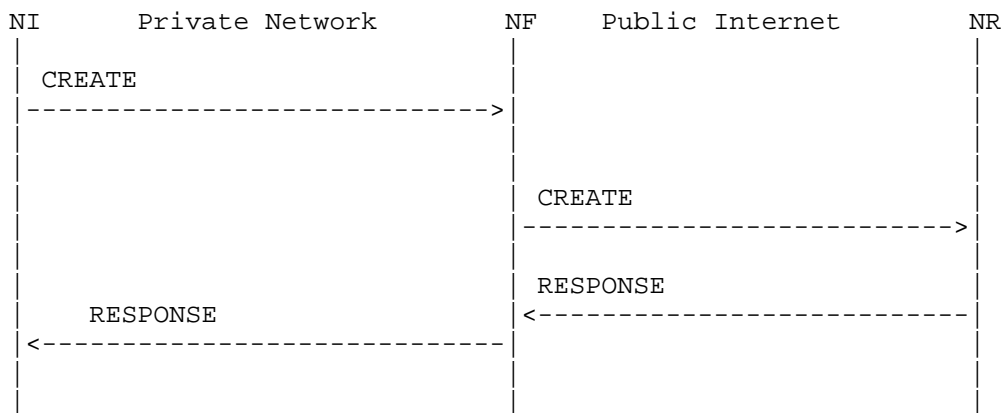 NI Private Network NF Public Internet NR
CREATE
CREATE
RESPONSE
RESPONSE